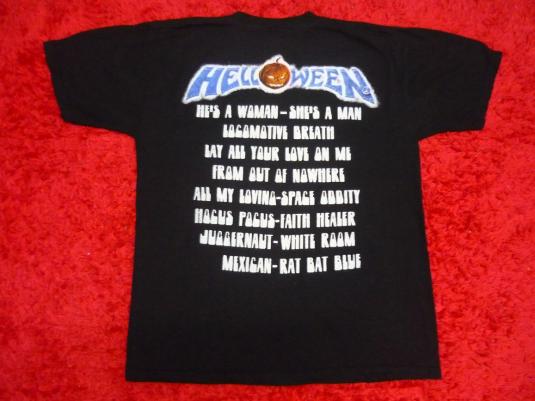 HELLOWEEN
HE'S A WOMAN - SHE'S A MAN
LOCOMOTIVE BREATH
LAY ALL YOUR LOVE ON ME
FROM OUT OF NOWHERE
ALL MY LOVING-SPACE ODDITY
HOCUS POCUS-FAITH HEALER
JUGGERNAUT-WHITE ROOM
MEXICAN-RAT BAT BLUE